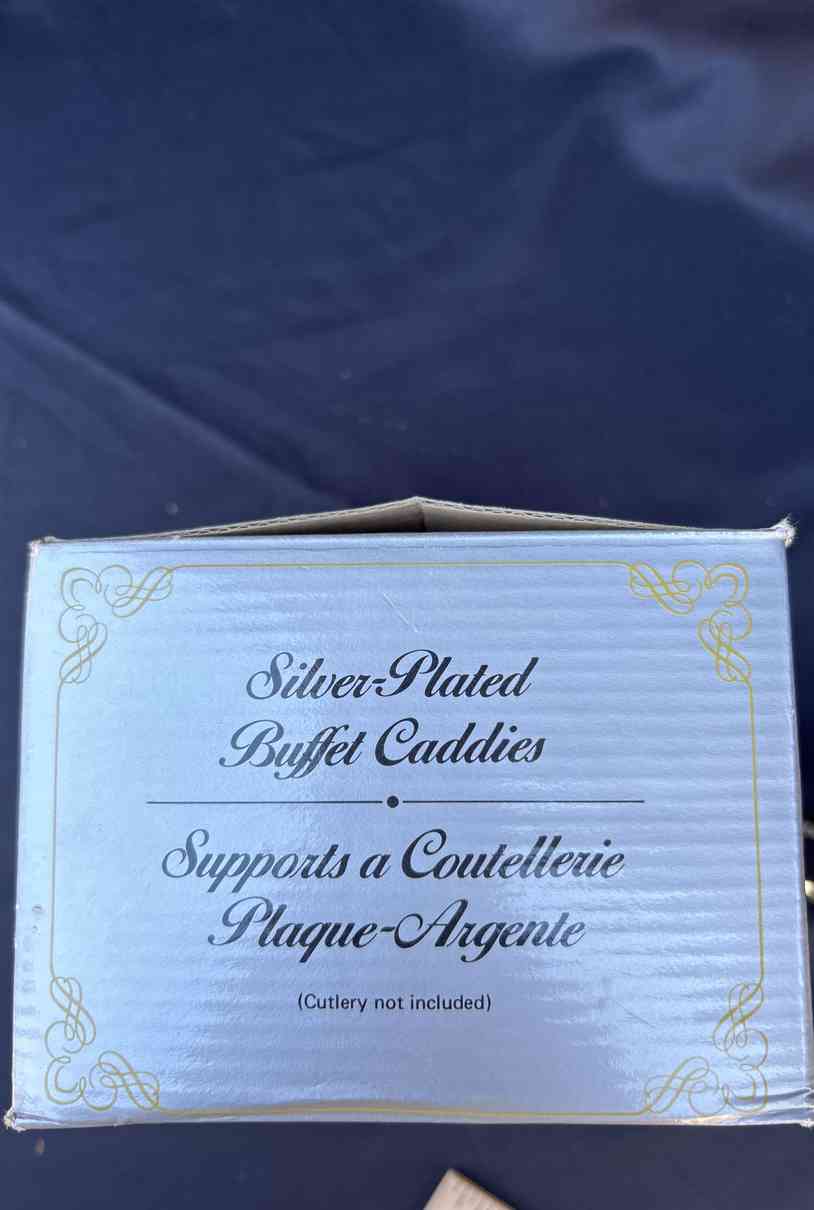 Silver-Plated
Buffet Caddies
Supports a Coutellerie
Plaque-Argente
(Cutlery not included)